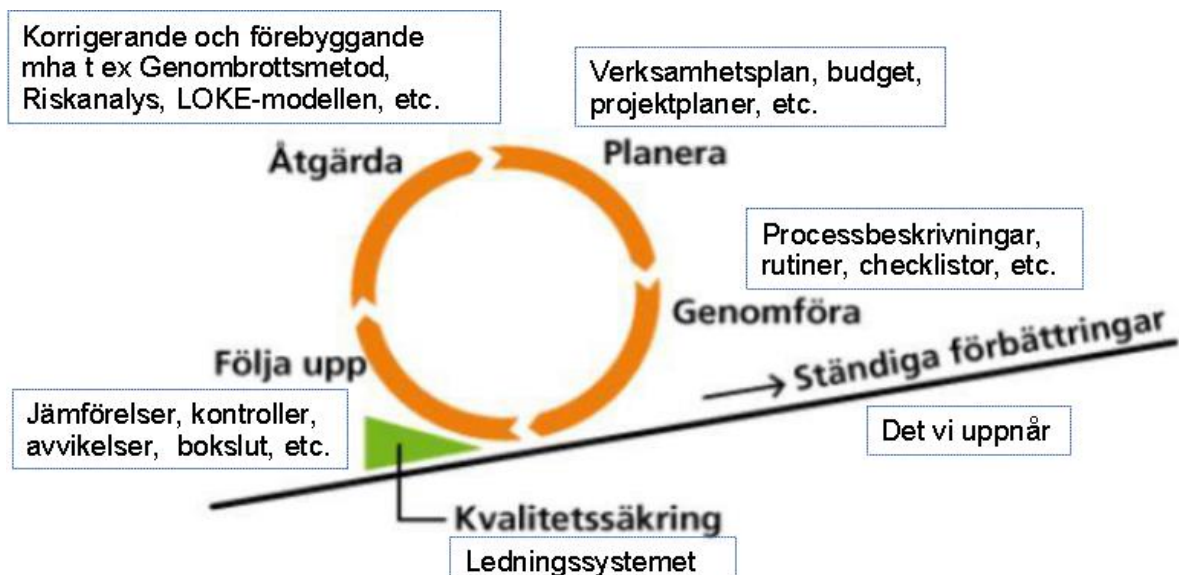 Korrigerande och förebyggande
mha t ex Genombrottsmetod,
Riskanalys, LOKE-modellen, etc.
Verksamhetsplan, budget,
projektplaner, etc.
Åtgärda
Planera
Processbeskrivningar,
rutiner, checklistor, etc.
Genomföra
Ständiga förbättringar
Följa upp
Jämförelser, kontroller,
avvikelser, bokslut, etc.
Det vi uppnår
Kvalitetssäkring
Ledningssystemet